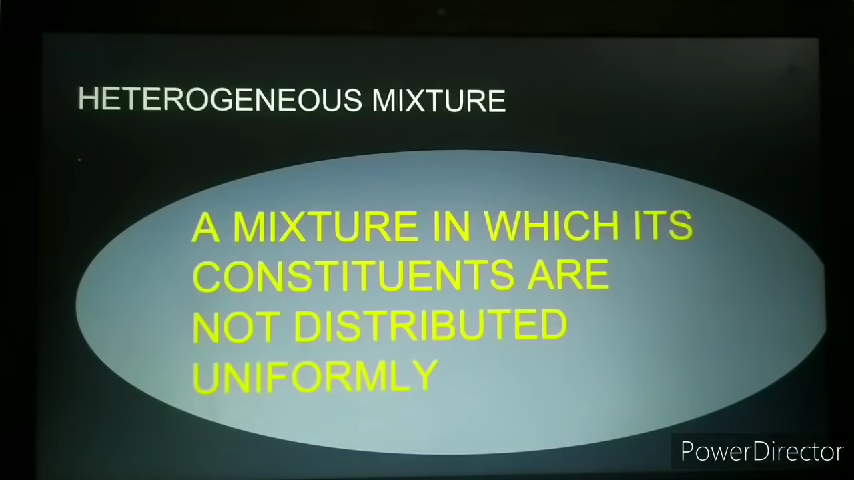 HETEROGENEOUS MIXTURE
A MIXTURE IN WHICH ITS
CONSTITUENTS ARE
NOT DISTRIBUTED
UNIFORMLY
PowerDirector